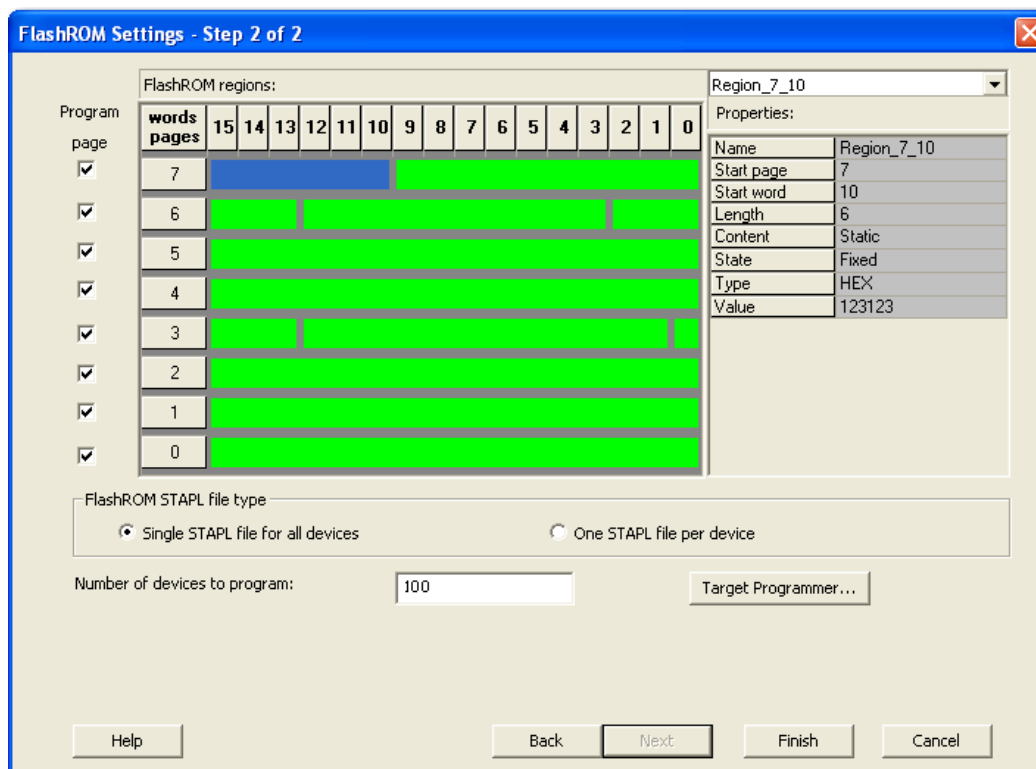 FlashROM Settings - Step 2 of 2
FlashROM regions:
Region_7_10
Program page
words pages 15 14 13 12 11 10 9 8 7 6 5 4 3 2 1 0
Properties:
7
6
5
4
3
2
1
0
Name Region_7_10
Start page 7
Start word 10
Length 6
Content Static
State Fixed
Type HEX
Value 123123
FlashROM STAPL file type
Single STAPL file for all devices One STAPL file per device
Number of devices to program: 100 Target Programmer...
Help Back Next Finish Cancel